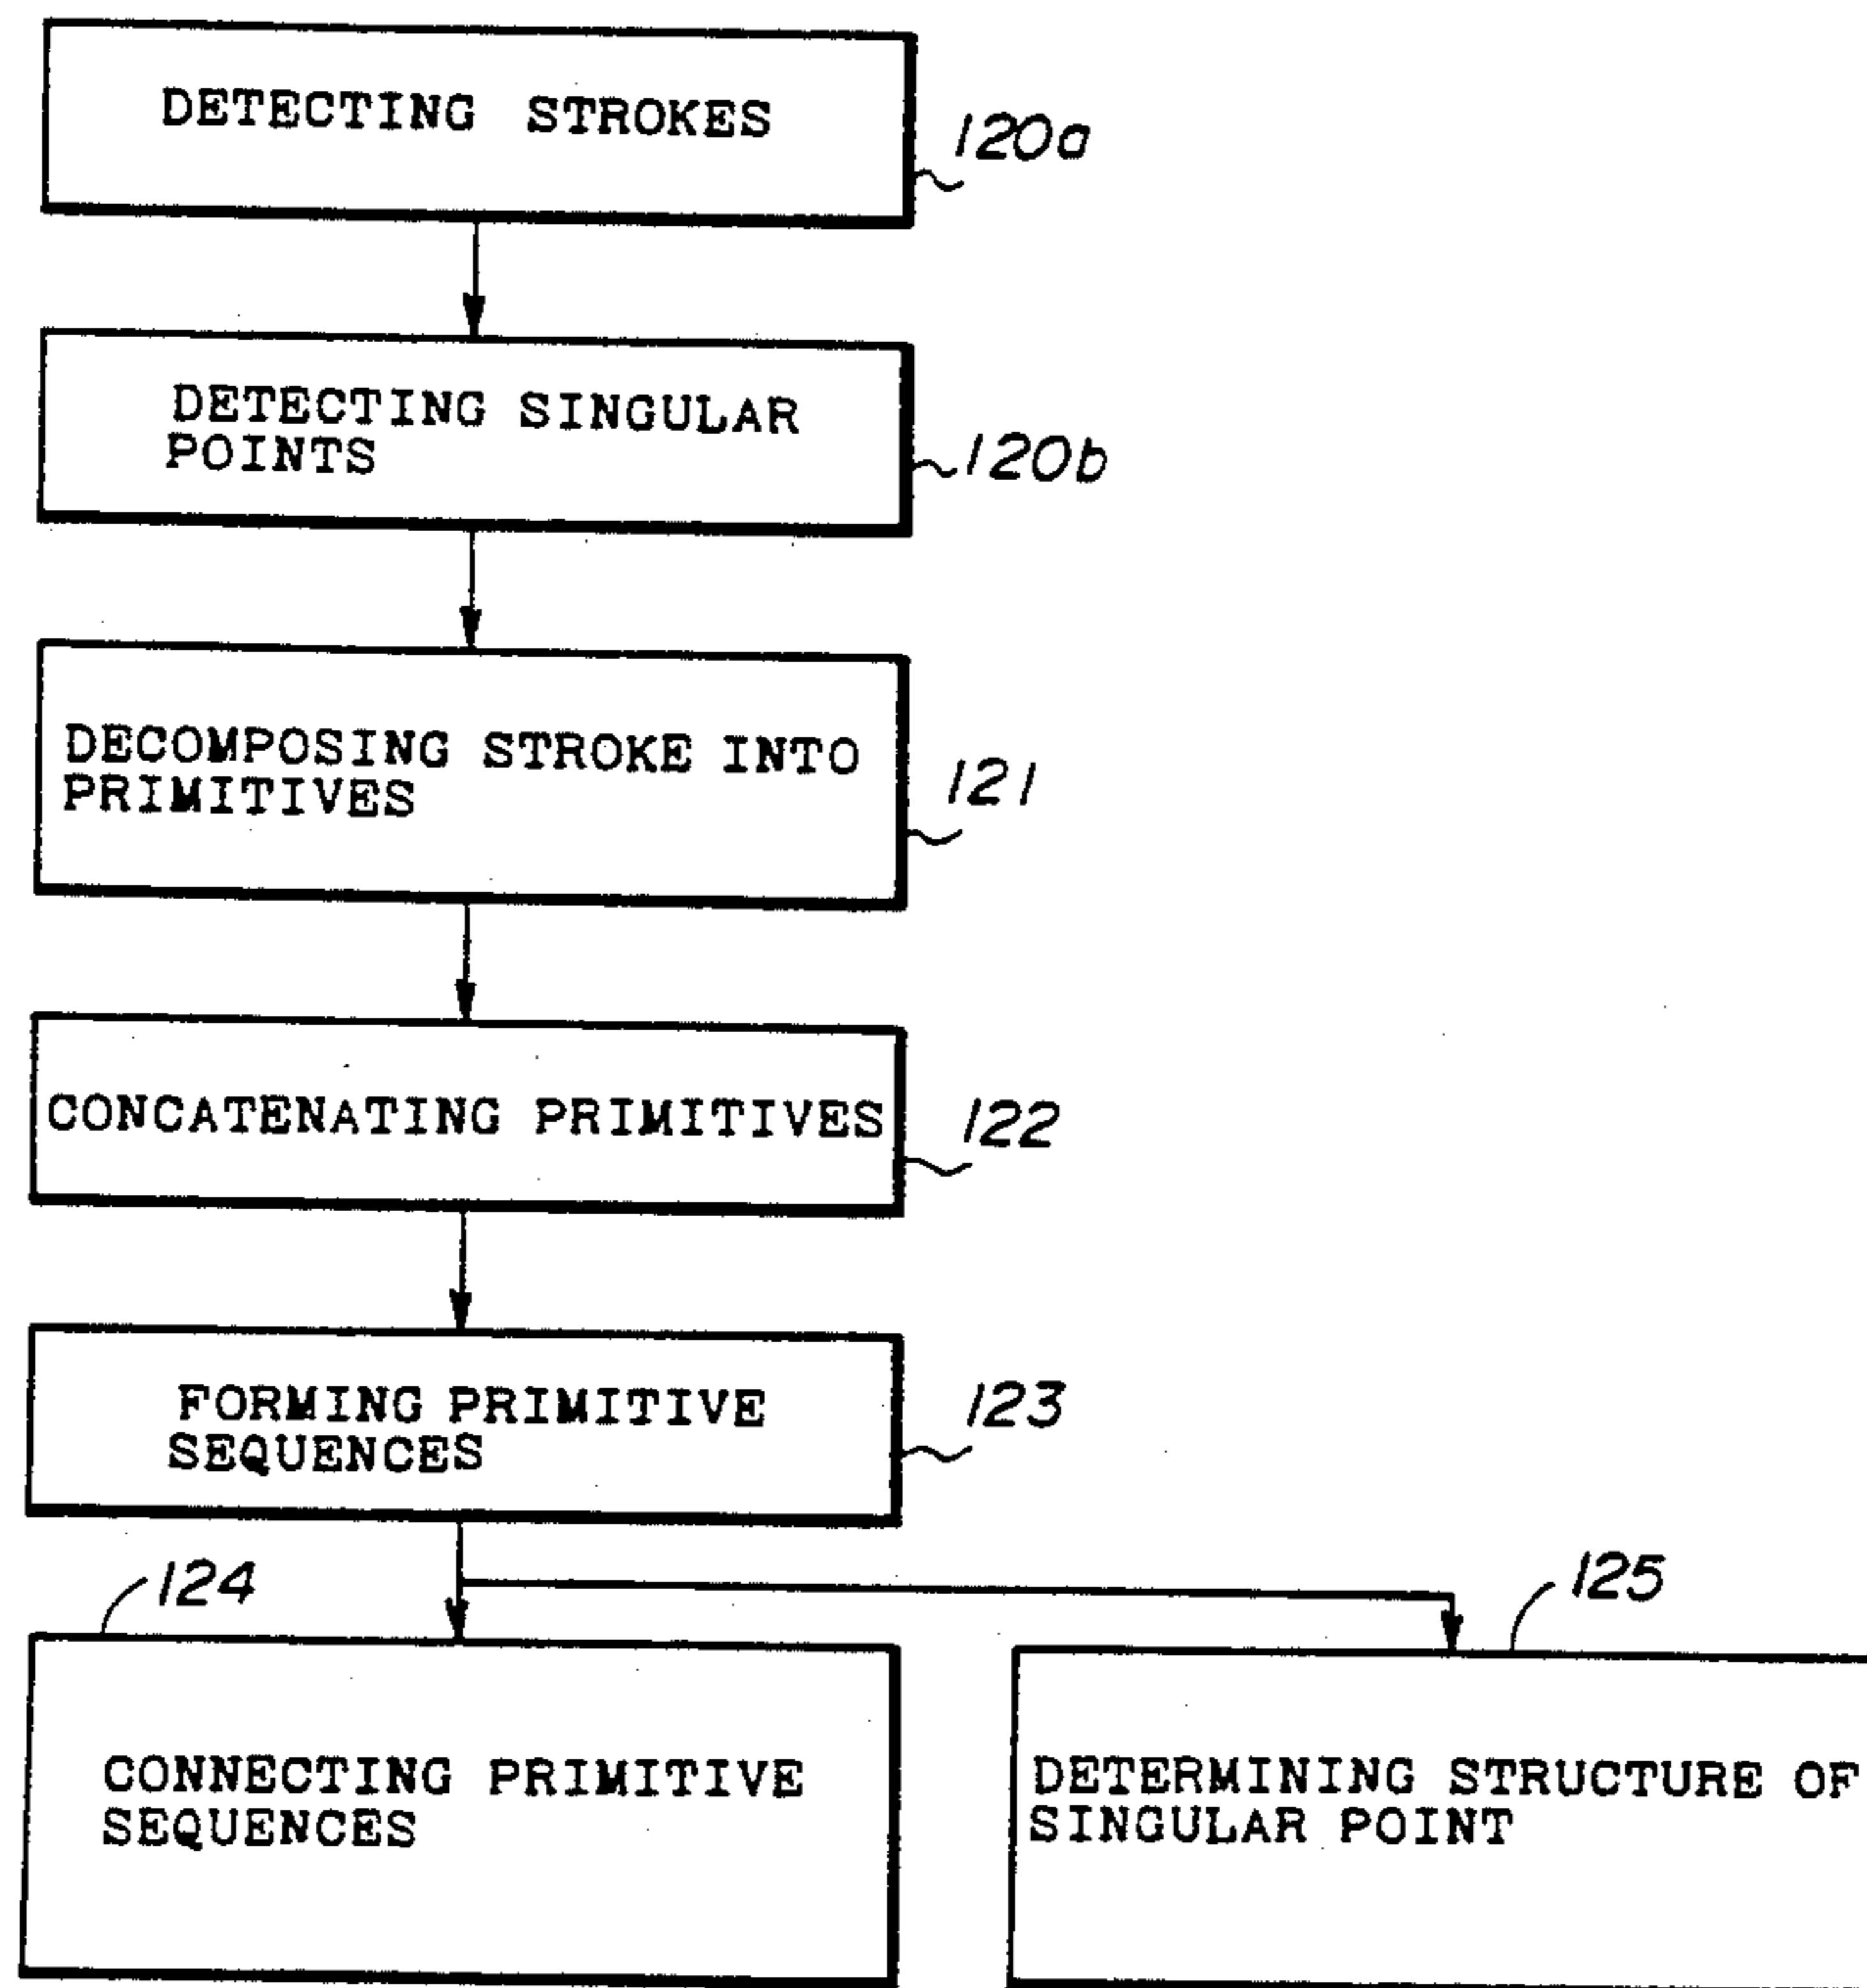 DETECTING STROKES
120a
DETECTING SINGULAR
POINTS
120b
DECOMPOSING STROKE INTO
PRIMITIVES
121
CONCATENATING PRIMITIVES
122
FORMING PRIMITIVE
SEQUENCES
123
124
125
CONNECTING PRIMITIVE
SEQUENCES
DETERMINING STRUCTURE OF
SINGULAR POINT